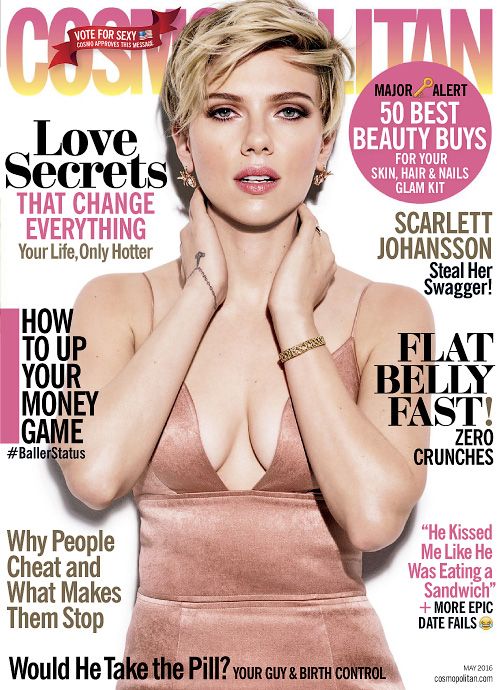 COSMOPOLITAN
VOTE FOR SEXY
COSMO APPROVES THIS MESSAGE
MAJOR ALERT
50 BEST
BEAUTY BUYS
FOR YOUR
SKIN, HAIR & NAILS
GLAM KIT
Love
Secrets
THAT CHANGE
EVERYTHING
Your Life, Only Hotter
SCARLETT
JOHANSSON
Steal Her
Swagger!
HOW
TO UP
YOUR
MONEY
GAME
#BallerStatus
FLAT
BELLY
FAST!
ZERO
CRUNCHES
Why People
Cheat and
What Makes
Them Stop
“He Kissed
Me Like He
Was Eating a
Sandwich”
+ MORE EPIC
DATE FAILS 😂
Would He Take the Pill? YOUR GUY & BIRTH CONTROL
MAY 2016
cosmopolitan.com